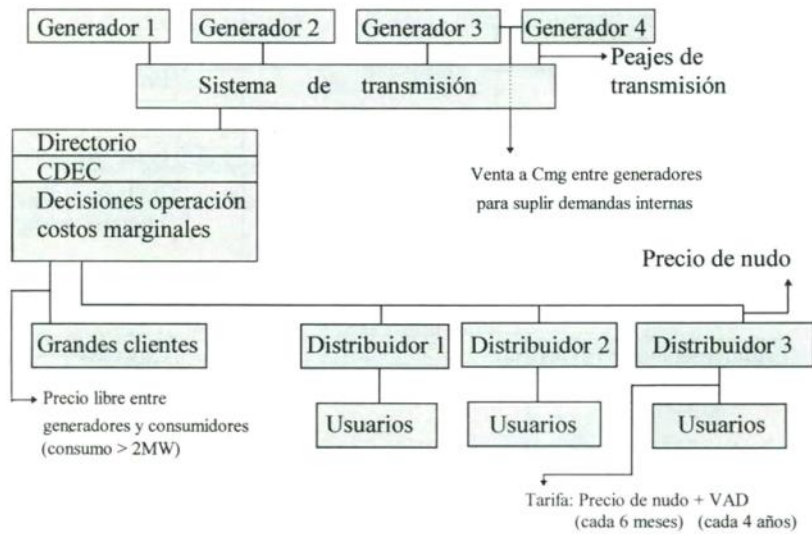 Generador 1
Generador 2
Generador 3
Generador 4
Peajes de
transmisión
Sistema de transmisión
Directorio
CDEC
Decisiones operación
costos marginales
Venta a Cmg entre generadores
para suplir demandas internas
Precio de nudo
Grandes clientes
Distribuidor 1
Distribuidor 2
Distribuidor 3
Precio libre entre
generadores y consumidores
(consumo > 2MW)
Usuarios
Usuarios
Usuarios
Tarifa: Precio de nudo + VAD
(cada 6 meses) (cada 4 años)